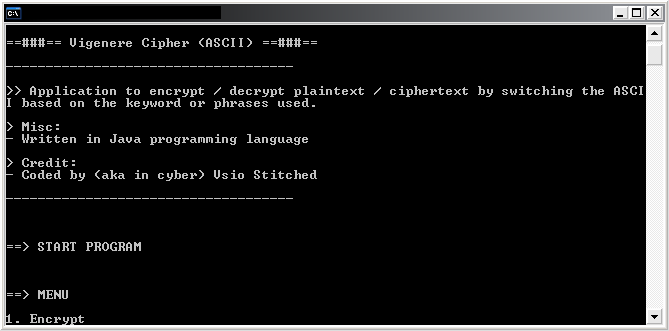 C:\
==###== Vigenere Cipher (ASCII) ==###==
------------------------------------
>> Application to encrypt / decrypt plaintext / ciphertext by switching the ASCI
I based on the keyword or phrases used.
> Misc:
- Written in Java programming language
> Credit:
- Coded by (aka in cyber) Vsio Stitched
------------------------------------
==> START PROGRAM
==> MENU
1. Encrypt